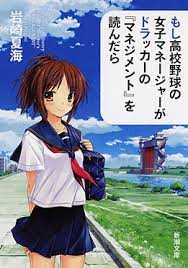 もし高校野球の
女子マネージャーが
ドラッカーの
『マネジメント』を
読んだら
岩崎夏海
新潮文庫